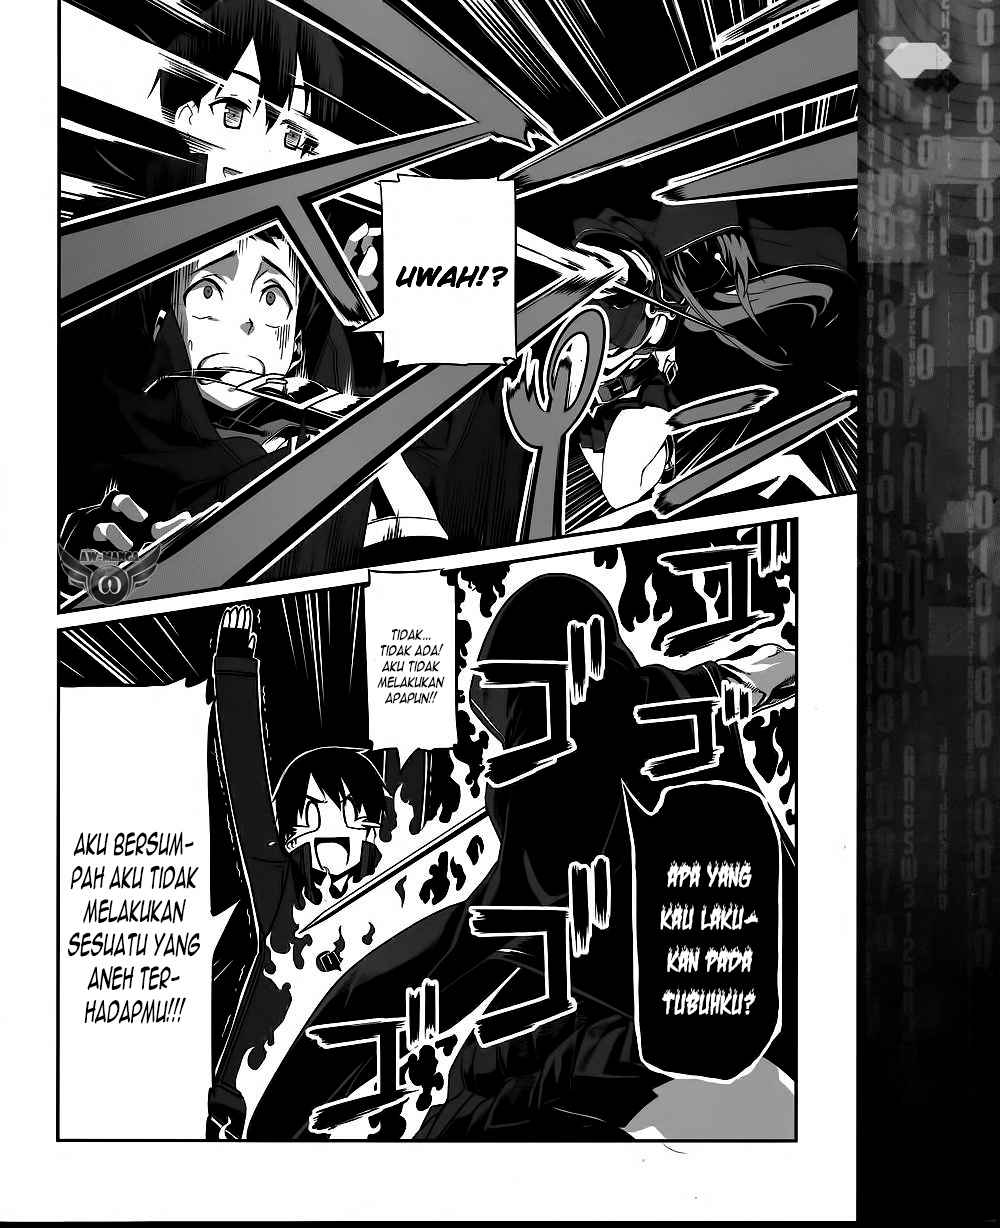 UWAH!?
AW-MANGA
TIDAK...
TIDAK ADA!
AKU TIDAK
MELAKUKAN
APAPUN!!
ゴゴ
ゴゴ
ゴゴ
APA YANG
KAU LAKU-
KAN PADA
TUBUHKU?
AKU BERSUM-
PAH AKU TIDAK
MELAKUKAN
SESUATU YANG
ANEH TER-
HADAPMU!!!